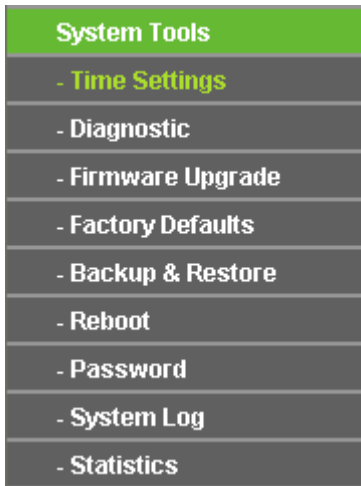 System Tools
- Time Settings
- Diagnostic
- Firmware Upgrade
- Factory Defaults
- Backup & Restore
- Reboot
- Password
- System Log
- Statistics